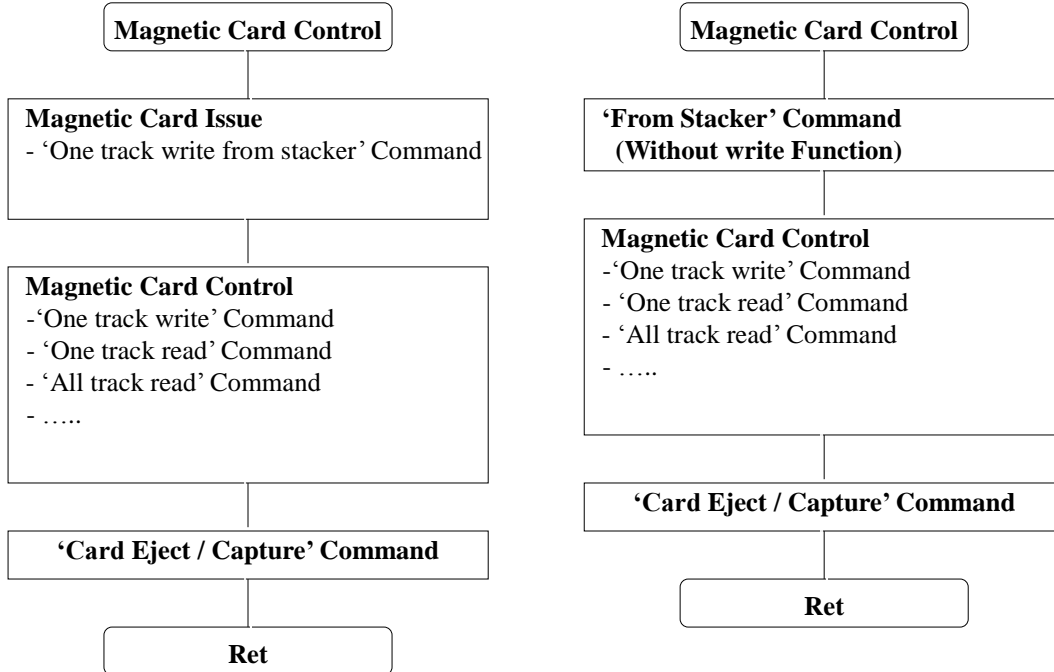 Magnetic Card Control
Magnetic Card Issue
- ‘One track write from stacker’ Command
Magnetic Card Control
-‘One track write’ Command
- ‘One track read’ Command
- ‘All track read’ Command
- …..
‘Card Eject / Capture’ Command
Ret
Magnetic Card Control
‘From Stacker’ Command
(Without write Function)
Magnetic Card Control
-‘One track write’ Command
- ‘One track read’ Command
- ‘All track read’ Command
- …..
‘Card Eject / Capture’ Command
Ret